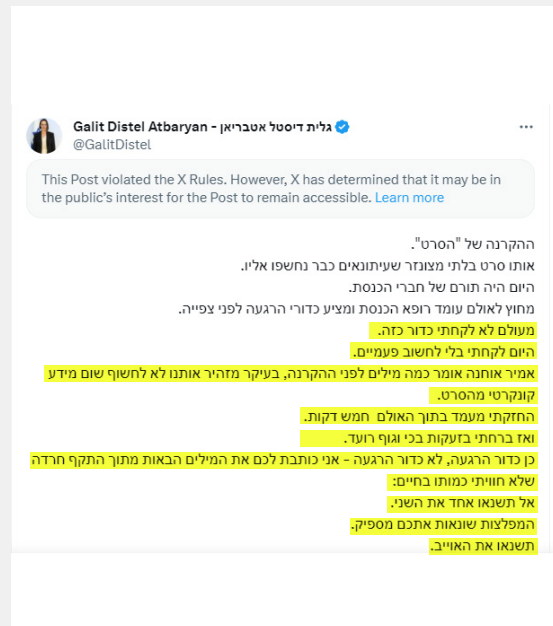 Galit Distel Atbaryan - גלית דיסטל אטבריאן
@GalitDistel
This Post violated the X Rules. However, X has determined that it may be in
the public's interest for the Post to remain accessible. Learn more
ההקרנה של "הסרט".
אותו סרט בלתי מצונזר שעיתונאים כבר נחשפו אליו.
היום היה תורם של חברי הכנסת.
מחוץ לאולם עומד רופא הכנסת ומציע כדורי הרגעה לפני צפייה.
מעולם לא לקחתי כדור כזה.
היום לקחתי בלי לחשוב פעמיים.
אמיר אוחנה אומר כמה מילים לפני ההקרנה, בעיקר מזהיר אותנו לא לחשוף שום מידע
קונקרטי מהסרט.
החזקתי מעמד בתוך האולם חמש דקות.
ואז ברחתי בזעקות בכי וגוף רועד.
כן כדור הרגעה, לא כדור הרגעה - אני כותבת לכם את המילים הבאות מתוך התקף חרדה
שלא חוויתי כמותו בחיים:
אל תשנאו אחד את השני.
המפלצות שונאות אתכם מספיק.
תשנאו את האוייב.